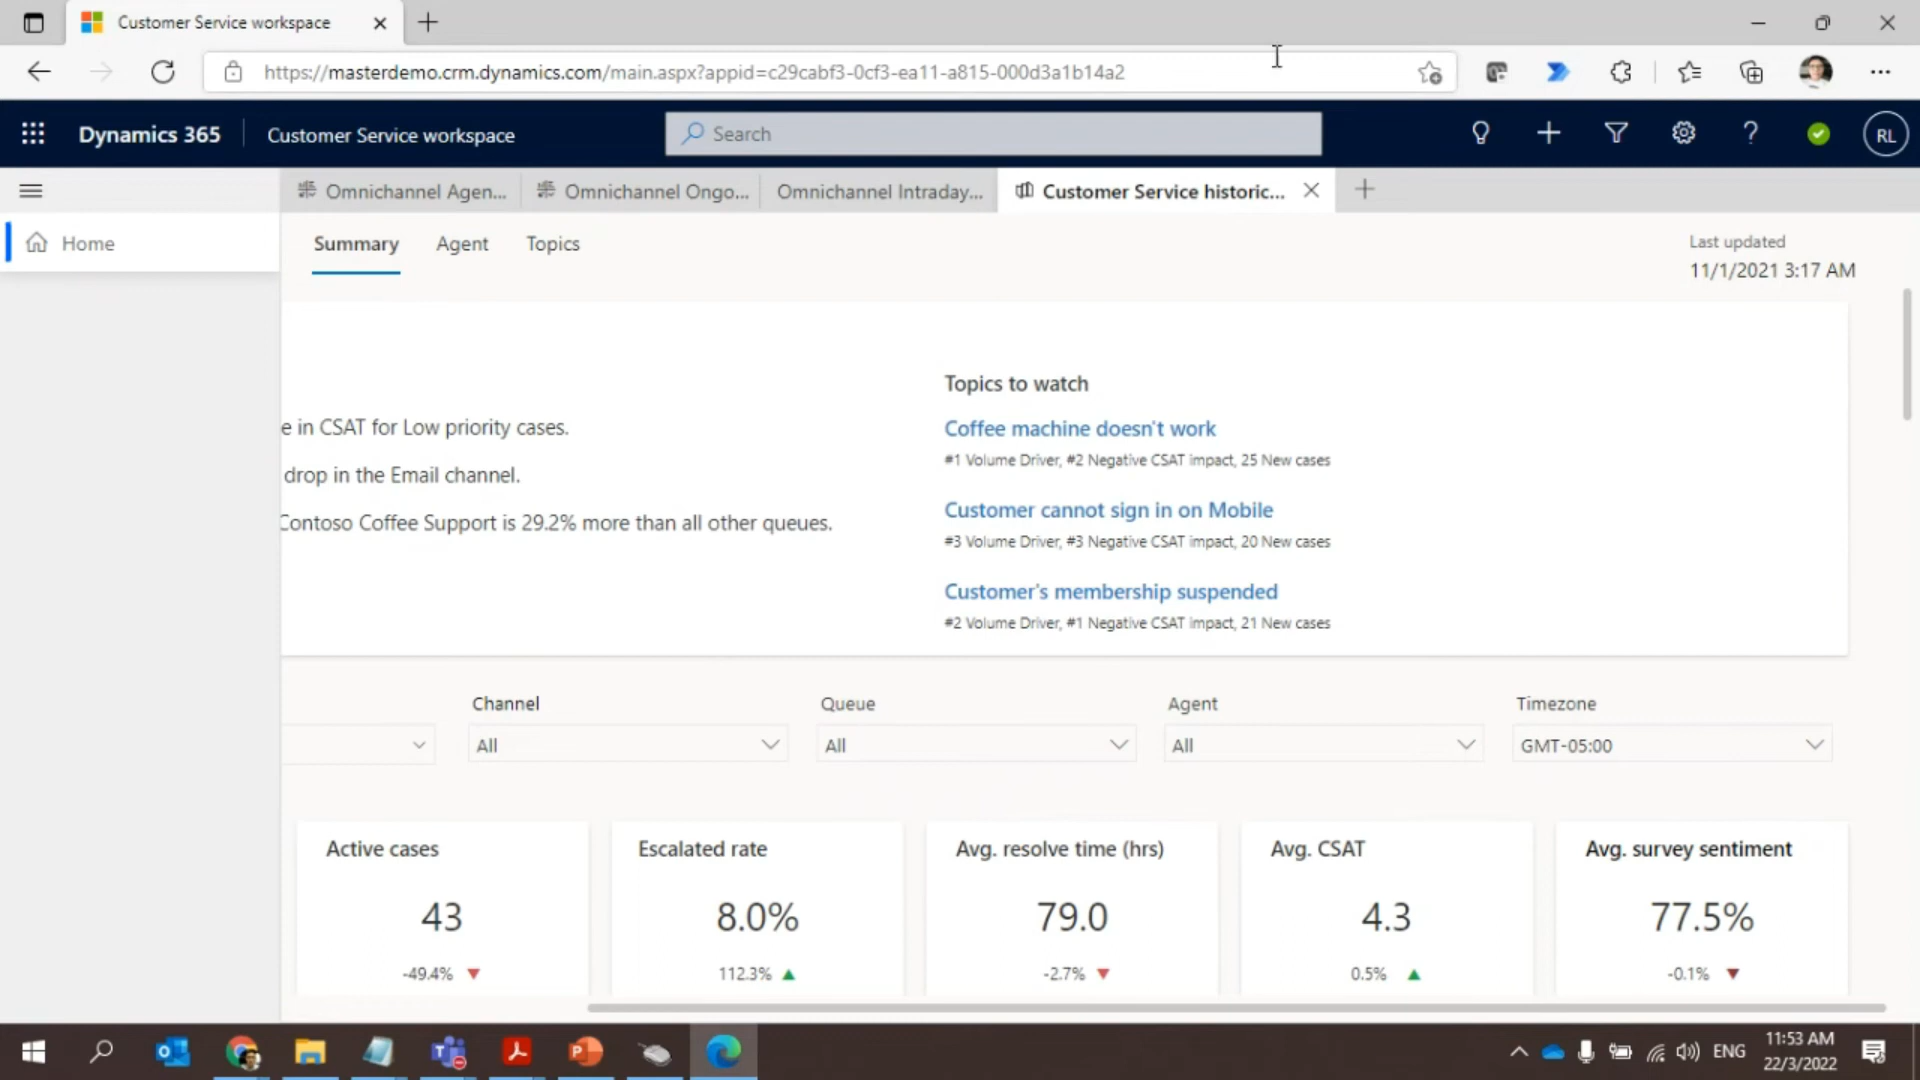 Customer Service workspace
https://masterdemo.crm.dynamics.com/main.aspx?appid=c29cabf3-0cf3-ea11-a815-000d3a1b14a2
Dynamics 365 Customer Service workspace Search RL
Omnichannel Agen... Omnichannel Ongo... Omnichannel Intraday... Customer Service historic...
Home
Summary Agent Topics
Last updated
11/1/2021 3:17 AM
Topics to watch
e in CSAT for Low priority cases.
drop in the Email channel.
Contoso Coffee Support is 29.2% more than all other queues.
Coffee machine doesn't work
#1 Volume Driver, #2 Negative CSAT impact, 25 New cases
Customer cannot sign in on Mobile
#3 Volume Driver, #3 Negative CSAT impact, 20 New cases
Customer's membership suspended
#2 Volume Driver, #1 Negative CSAT impact, 21 New cases
Channel Queue Agent Timezone
All All All GMT-05:00
Active cases
43
-49.4%
Escalated rate
8.0%
112.3%
Avg. resolve time (hrs)
79.0
-2.7%
Avg. CSAT
4.3
0.5%
Avg. survey sentiment
77.5%
-0.1%
ENG
11:53 AM
22/3/2022